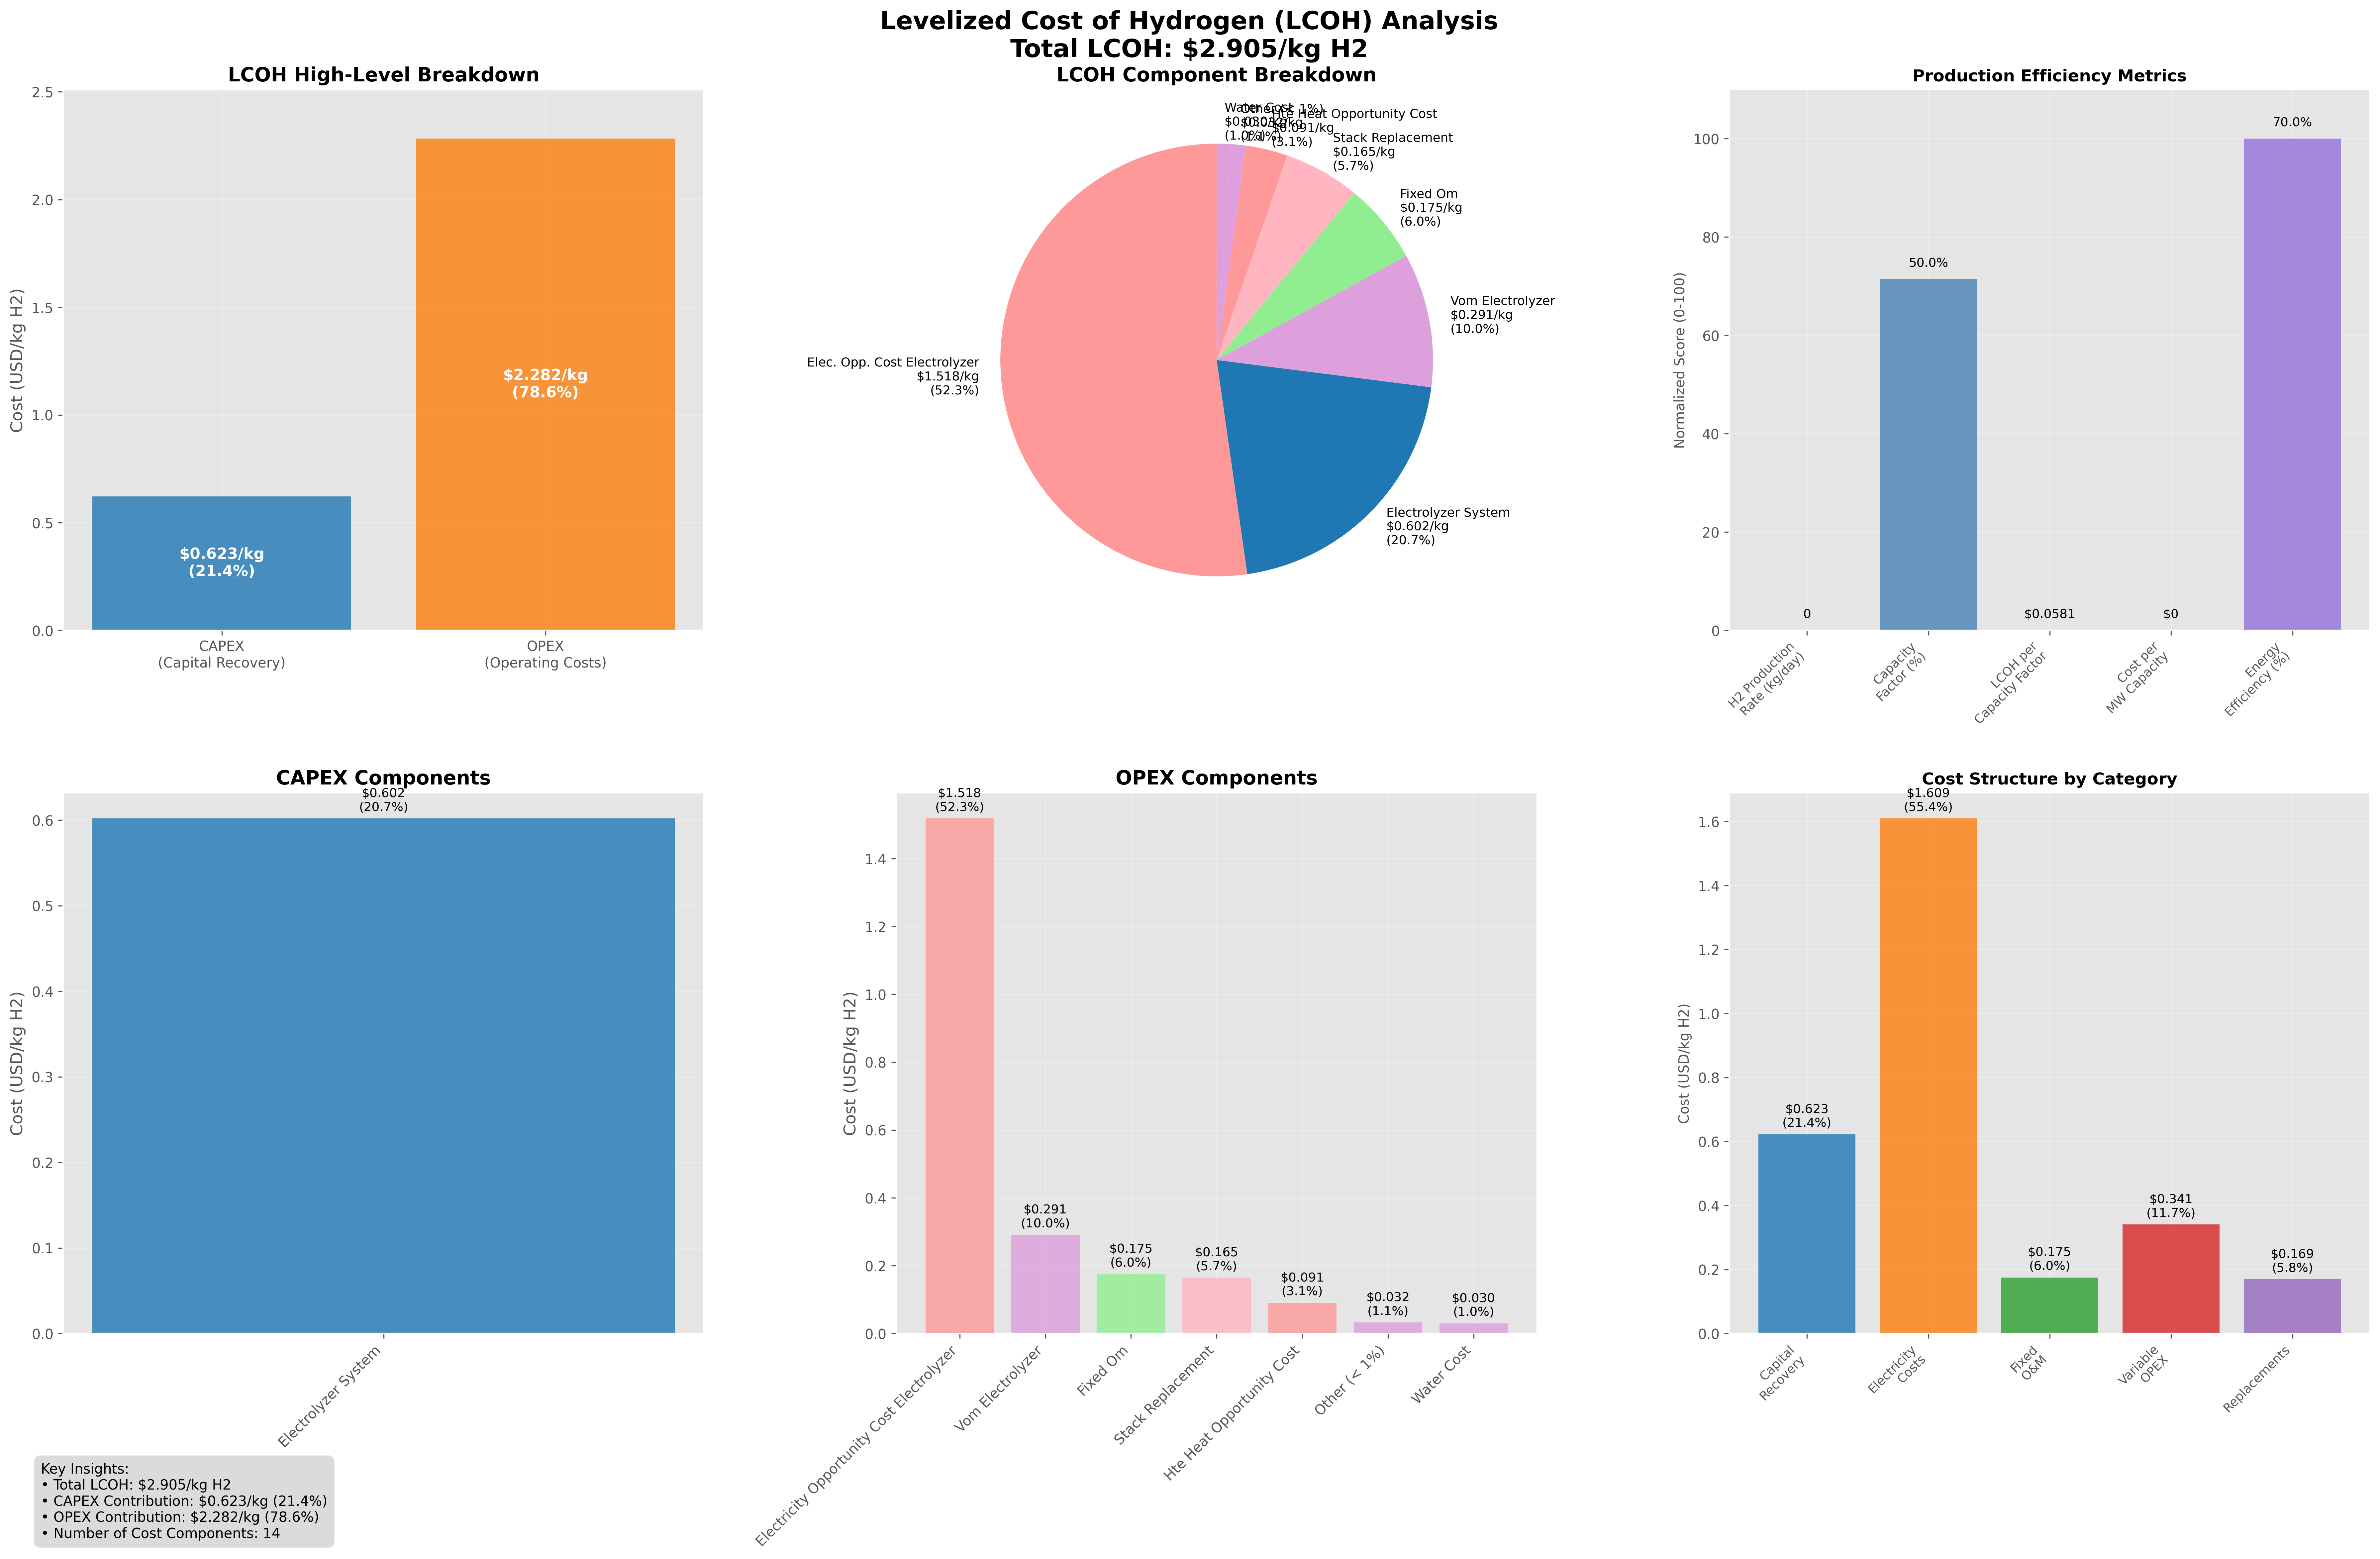 Levelized Cost of Hydrogen (LCOH) Analysis
Total LCOH: $2.905/kg H2
LCOH High-Level Breakdown
Cost (USD/kg H2)
2.5
2.0
1.5
1.0
0.5
0.0
$0.623/kg
(21.4%)
$2.282/kg
(78.6%)
CAPEX
(Capital Recovery)
OPEX
(Operating Costs)
LCOH Component Breakdown
Water Cost
$0.030/kg
(1.0%)
Other (< 1%)
$0.032/kg
(1.1%)
Hte Heat Opportunity Cost
$0.091/kg
(3.1%)
Stack Replacement
$0.165/kg
(5.7%)
Fixed Om
$0.175/kg
(6.0%)
Vom Electrolyzer
$0.291/kg
(10.0%)
Elec. Opp. Cost Electrolyzer
$1.518/kg
(52.3%)
Electrolyzer System
$0.602/kg
(20.7%)
Production Efficiency Metrics
Normalized Score (0-100)
100
80
60
40
20
0
0
50.0%
$0.0581
$0
70.0%
H2 Production
Rate (kg/day)
Capacity
Factor (%)
LCOH per
Capacity Factor
Cost per
MW Capacity
Energy
Efficiency (%)
CAPEX Components
Cost (USD/kg H2)
0.6
0.5
0.4
0.3
0.2
0.1
0.0
$0.602
(20.7%)
Electrolyzer System
OPEX Components
Cost (USD/kg H2)
1.4
1.2
1.0
0.8
0.6
0.4
0.2
0.0
$1.518
(52.3%)
$0.291
(10.0%)
$0.175
(6.0%)
$0.165
(5.7%)
$0.091
(3.1%)
$0.032
(1.1%)
$0.030
(1.0%)
Electricity Opportunity Cost Electrolyzer
Vom Electrolyzer
Fixed Om
Stack Replacement
Hte Heat Opportunity Cost
Other (< 1%)
Water Cost
Cost Structure by Category
Cost (USD/kg H2)
1.6
1.4
1.2
1.0
0.8
0.6
0.4
0.2
0.0
$0.623
(21.4%)
$1.609
(55.4%)
$0.175
(6.0%)
$0.341
(11.7%)
$0.169
(5.8%)
Capital
Recovery
Electricity
Costs
Fixed
O&M
Variable
OPEX
Replacements
Key Insights:
• Total LCOH: $2.905/kg H2
• CAPEX Contribution: $0.623/kg (21.4%)
• OPEX Contribution: $2.282/kg (78.6%)
• Number of Cost Components: 14